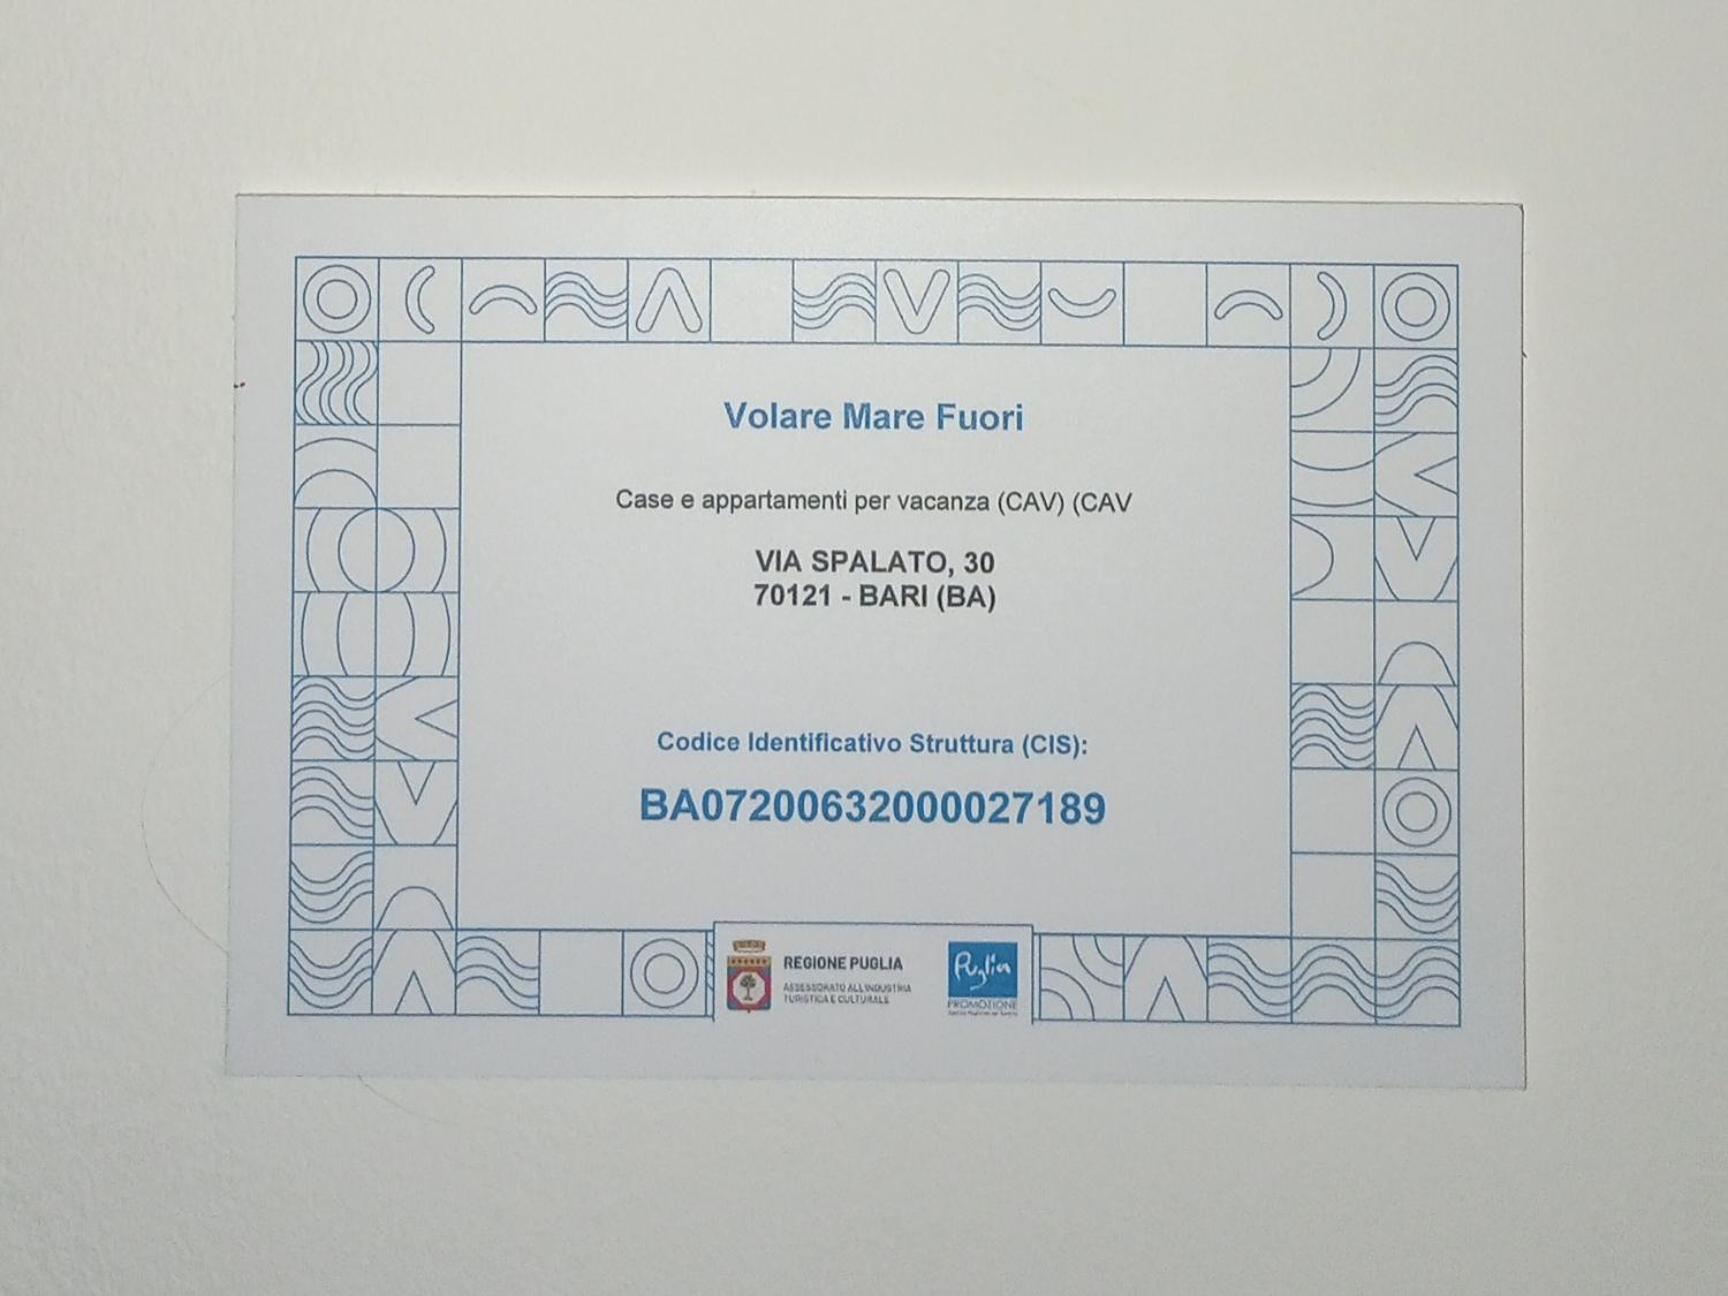 Volare Mare Fuori
Case e appartamenti per vacanza (CAV) (CAV
VIA SPALATO, 30
70121 - BARI (BA)
Codice Identificativo Struttura (CIS):
BA07200632000027189
REGIONE PUGLIA
ASSESSORATO ALL'INDUSTRIA
TURISTICA E CULTURALE
Puglia
PROMOZIONE